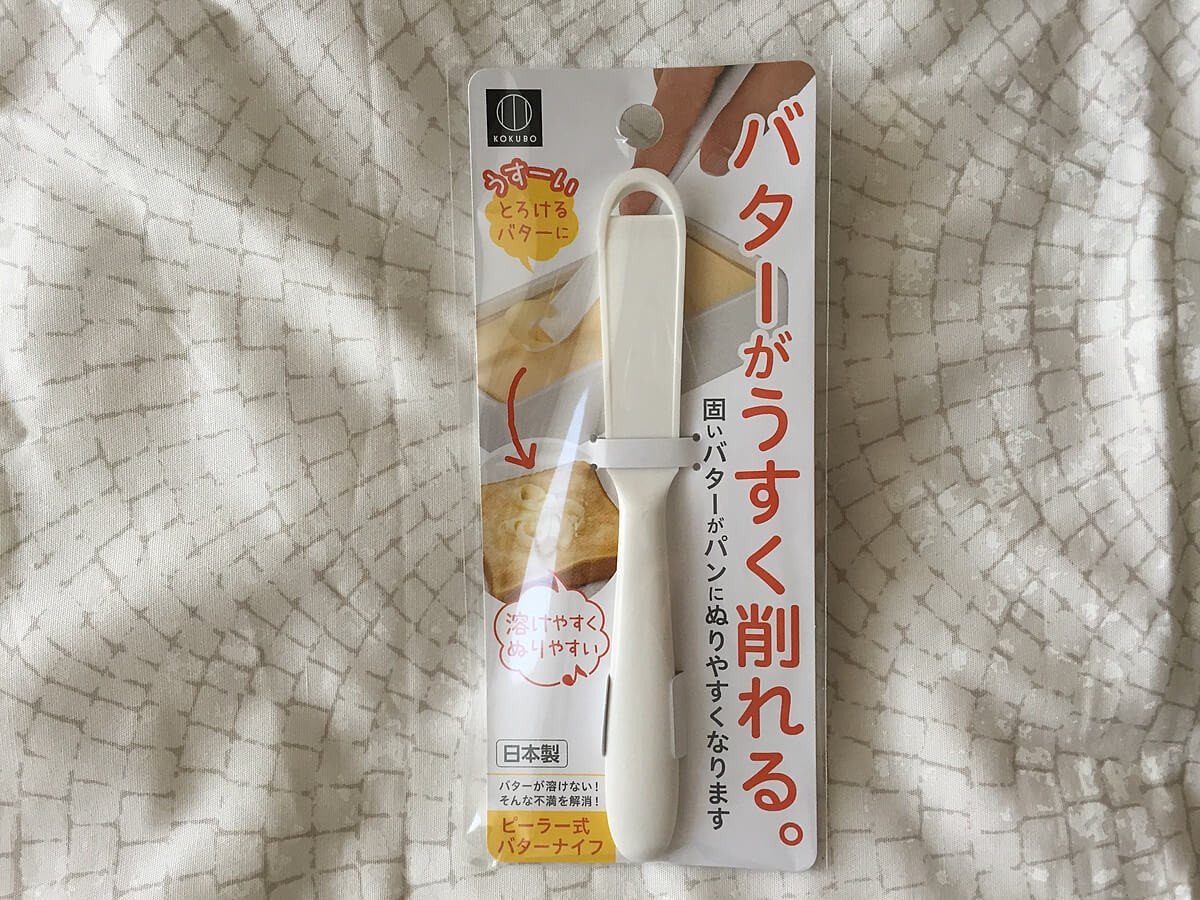 KOKUBO
うすーい
とろける
バターに
バターがうすく削れる。
固いバターがパンにぬりやすくなります
溶けやすく
ぬりやすい
日本製
バターが溶けない!
そんな不満を解消!
ピーラー式
バターナイフ